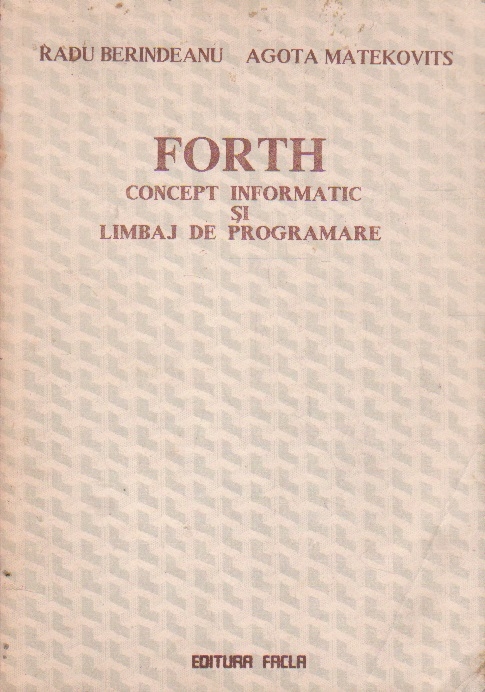 RADU BERINDEANU AGOTA MATEKOVITS
FORTH
CONCEPT INFORMATIC
ŞI
LIMBAJ DE PROGRAMARE
EDITURA FACLA